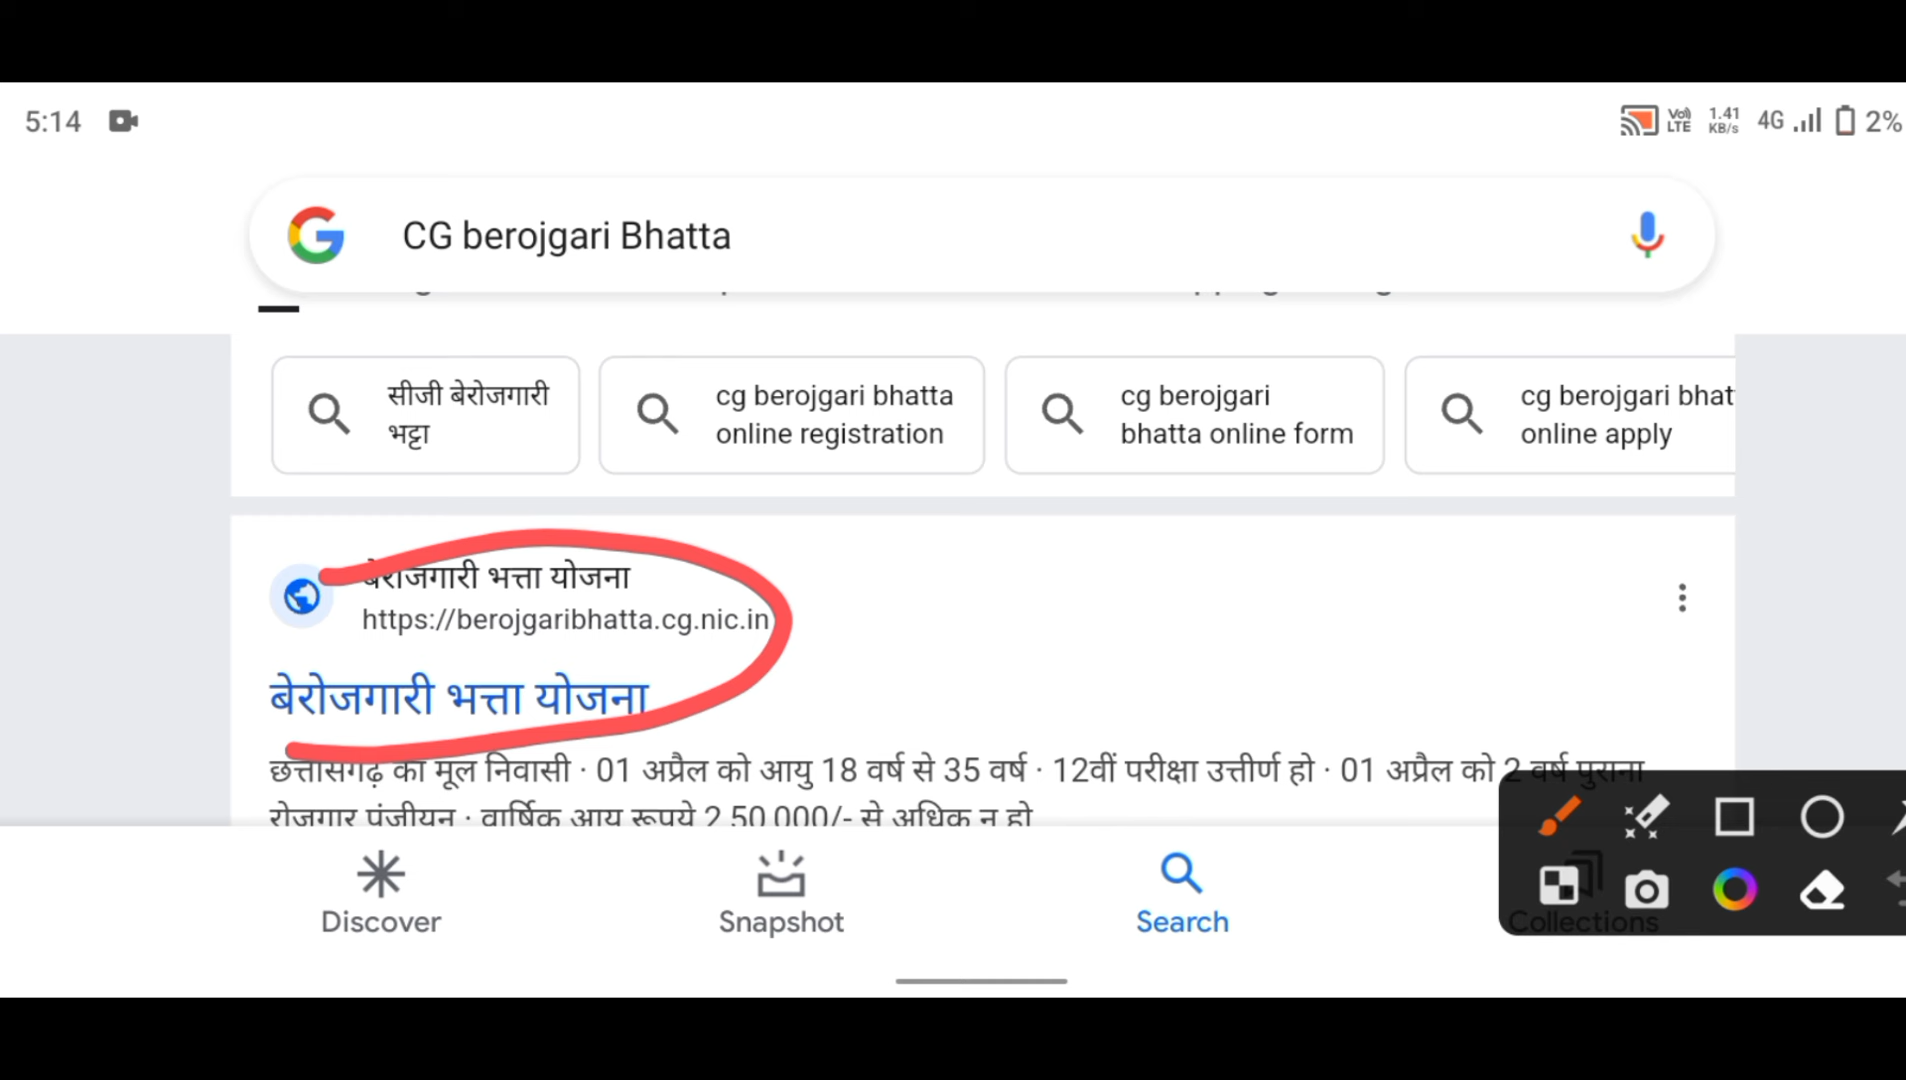 5:14
Vo) LTE 1.41 KB/s 4G 2%
CG berojgari Bhatta
सीजी बेरोजगारी
भट्टा
cg berojgari bhatta
online registration
cg berojgari
bhatta online form
cg berojgari bhat
online apply
बेरोजगारी भत्ता योजना
https://berojgaribhatta.cg.nic.in
बेरोजगारी भत्ता योजना
छत्तीसगढ़ का मूल निवासी · 01 अप्रैल को आयु 18 वर्ष से 35 वर्ष · 12वीं परीक्षा उत्तीर्ण हो · 01 अप्रैल को 2 वर्ष पुराना
रोजगार पंजीयन · वार्षिक आय रूपये 2,50,000/- से अधिक न हो
Discover
Snapshot
Search
Collections